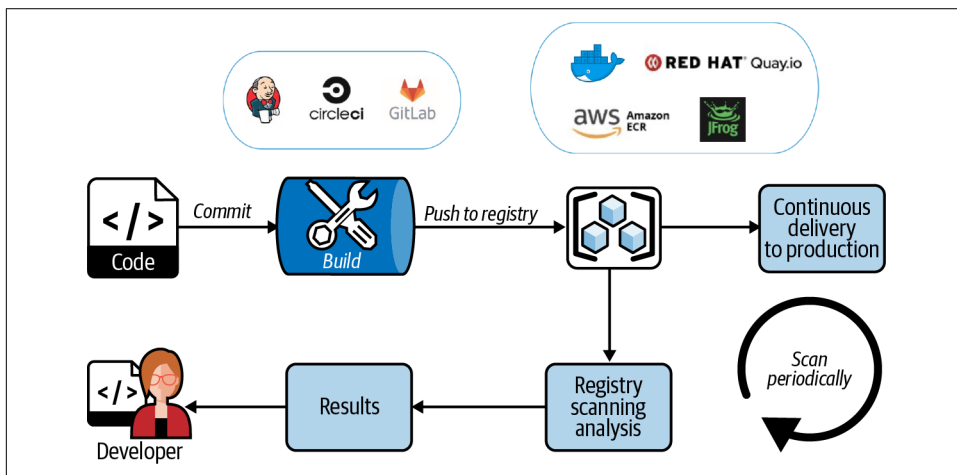 circleci
GitLab
RED HAT Quay.io
aws Amazon
ECR
JFrog
</>
Code
Commit
Build
Push to registry
Continuous
delivery
to production
</>
Developer
Results
Registry
scanning
analysis
Scan
periodically